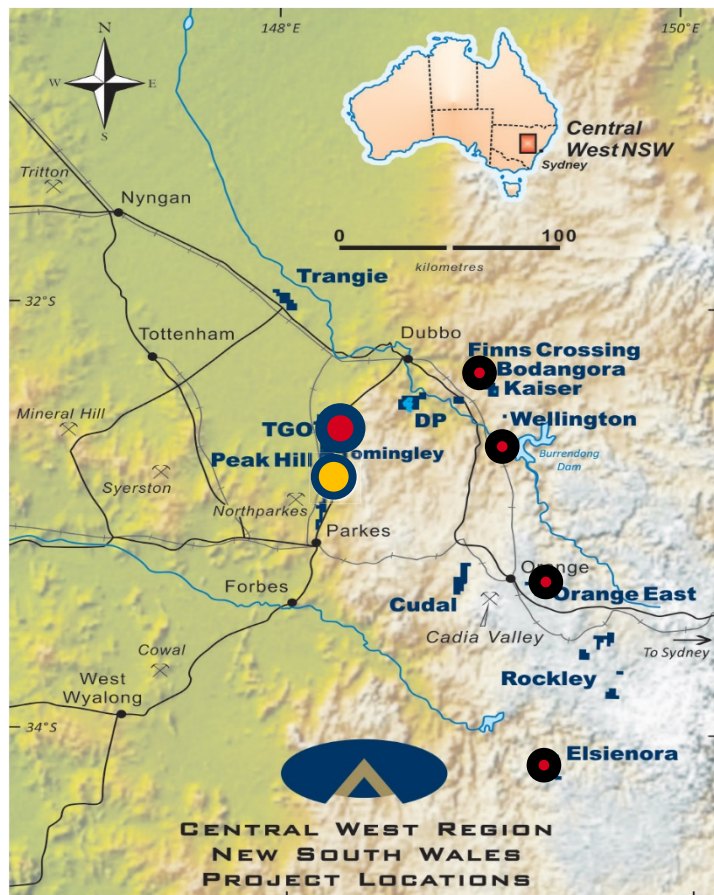 148°E
150°E
N
W
E
S
Central
West NSW
Sydney
Tritton
Nyngan
0
100
kilometres
Trangie
32°S
Tottenham
Dubbo
Finns Crossing
Bodangora
Kaiser
Mineral Hill
TGO
DP
Wellington
Tomingley
Peak Hill
Burrendong
Dam
Syerston
Northparkes
Parkes
Orange
Forbes
Cudal
Orange East
Cadia Valley
To Sydney
Cowal
Rockley
West
Wyalong
34°S
Elsienora
CENTRAL WEST REGION
NEW SOUTH WALES
PROJECT LOCATIONS